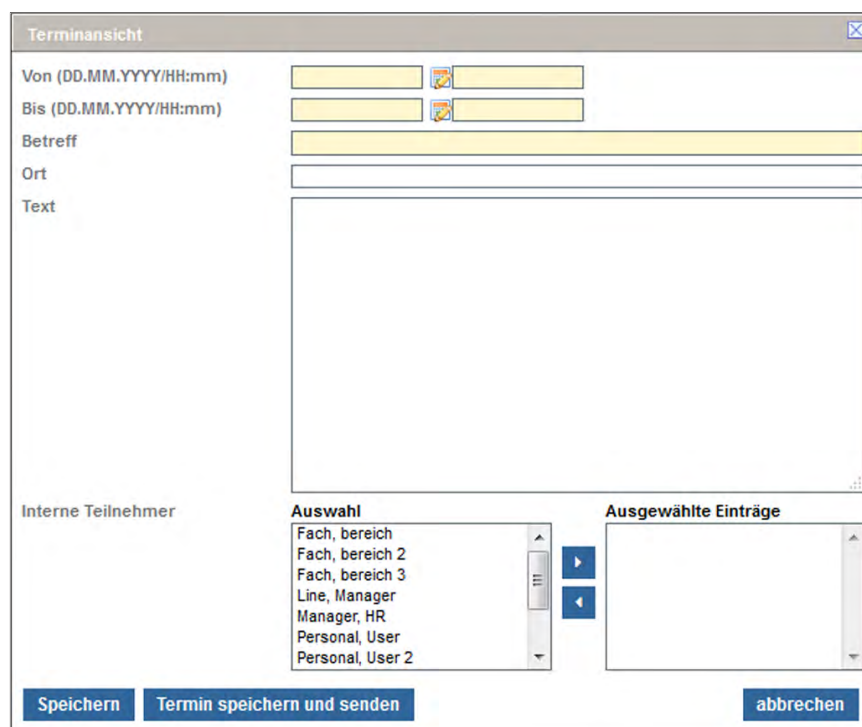 Terminansicht
Von (DD.MM.YYYY/HH:mm)
Bis (DD.MM.YYYY/HH:mm)
Betreff
Ort
Text
Interne Teilnehmer
Auswahl
Ausgewählte Einträge
Fach, bereich
Fach, bereich 2
Fach, bereich 3
Line, Manager
Manager, HR
Personal, User
Personal, User 2
Speichern
Termin speichern und senden
abbrechen